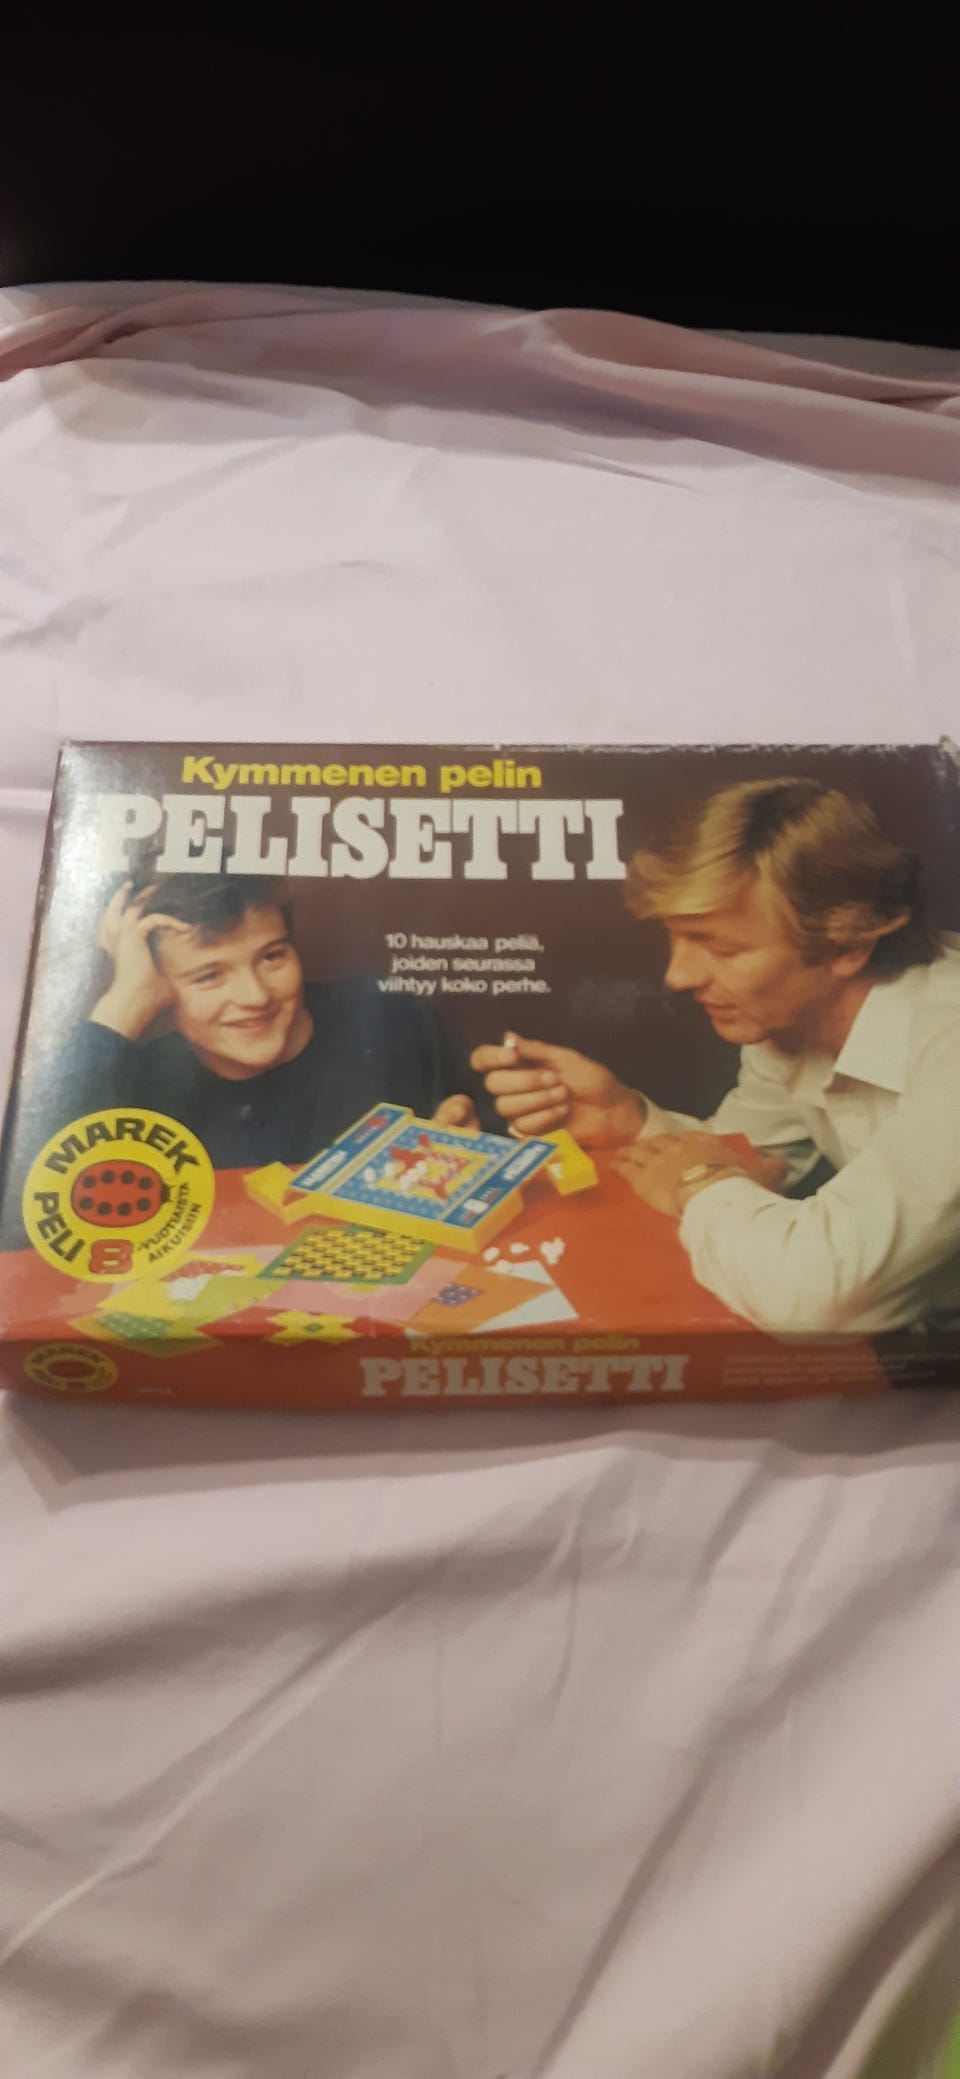 Kymmenen pelin
PELISETTI
10 hauskaa peliä,
joiden seurassa
viihtyy koko perhe.
MAREK
PELI 8
-VUOTIAISTA
AIKUISIIN
Kymmenen pelin
PELISETTI
MAREK